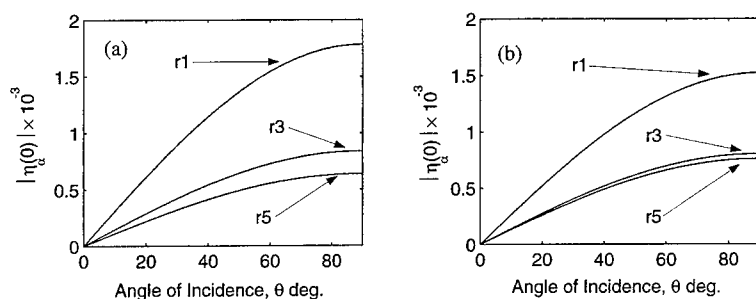 (a)
| η_α(0) | × 10^-3
2
1.5
1
0.5
0
r1
r3
r5
0 20 40 60 80
Angle of Incidence, θ deg.
(b)
| η_α(0) | × 10^-3
2
1.5
1
0.5
0
r1
r3
r5
0 20 40 60 80
Angle of Incidence, θ deg.